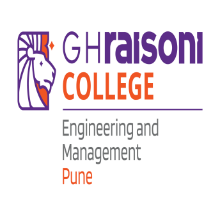 GHRAISONI
COLLEGE
Engineering and
Management
Pune